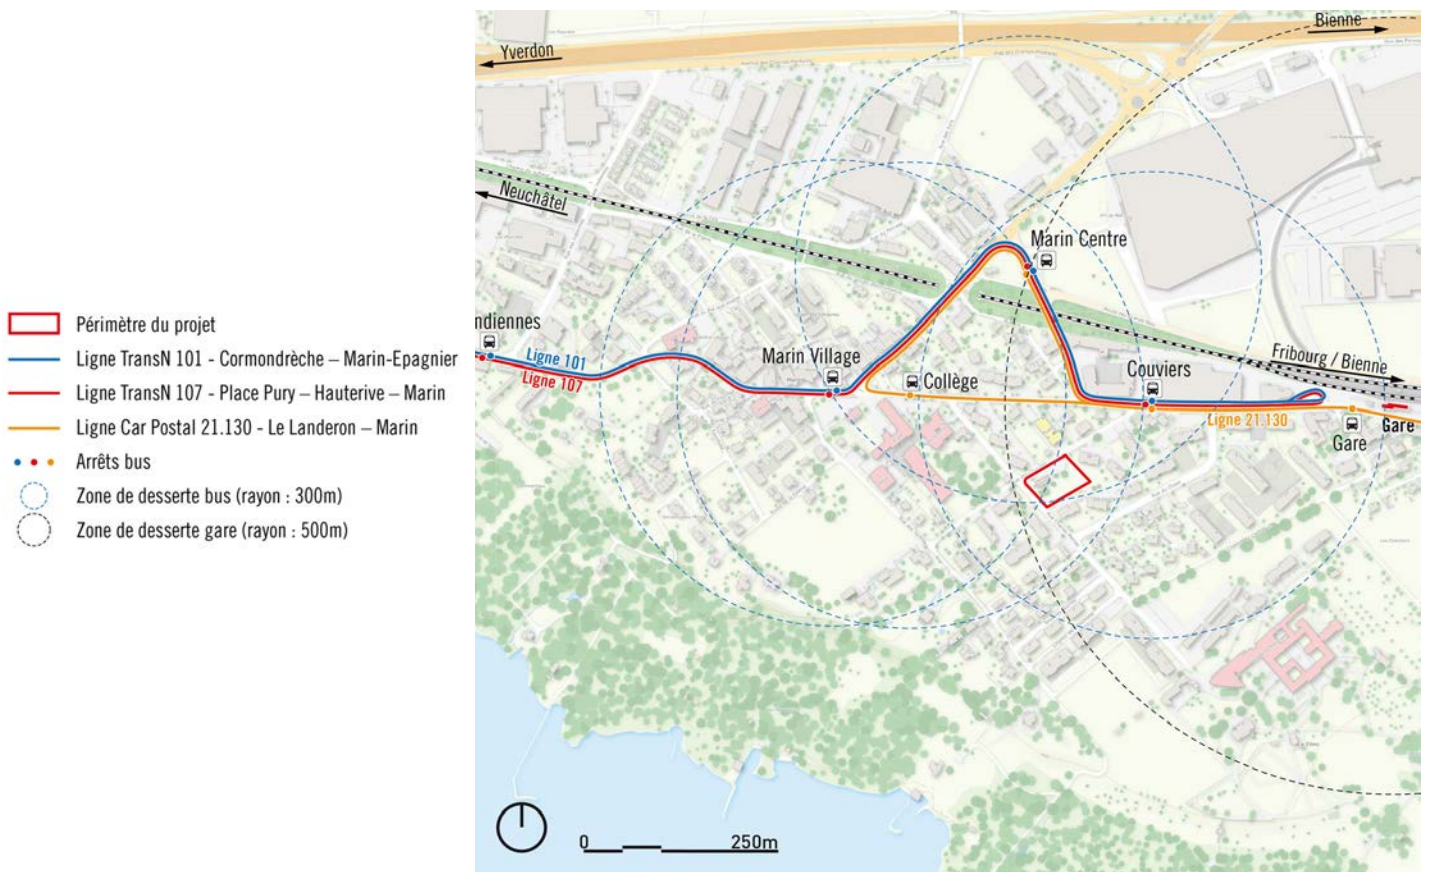 Périmètre du projet
Ligne TransN 101 - Cormondrèche – Marin-Epagnier
Ligne TransN 107 - Place Pury – Hauterive – Marin
Ligne Car Postal 21.130 - Le Landeron – Marin
Arrêts bus
Zone de desserte bus (rayon : 300m)
Zone de desserte gare (rayon : 500m)
Yverdon
Bienne
Neuchâtel
Marin Centre
ndiennes
Ligne 101
Ligne 107
Marin Village
Collège
Couviers
Fribourg / Bienne
Ligne 21.130
Gare
Gare
0
250m